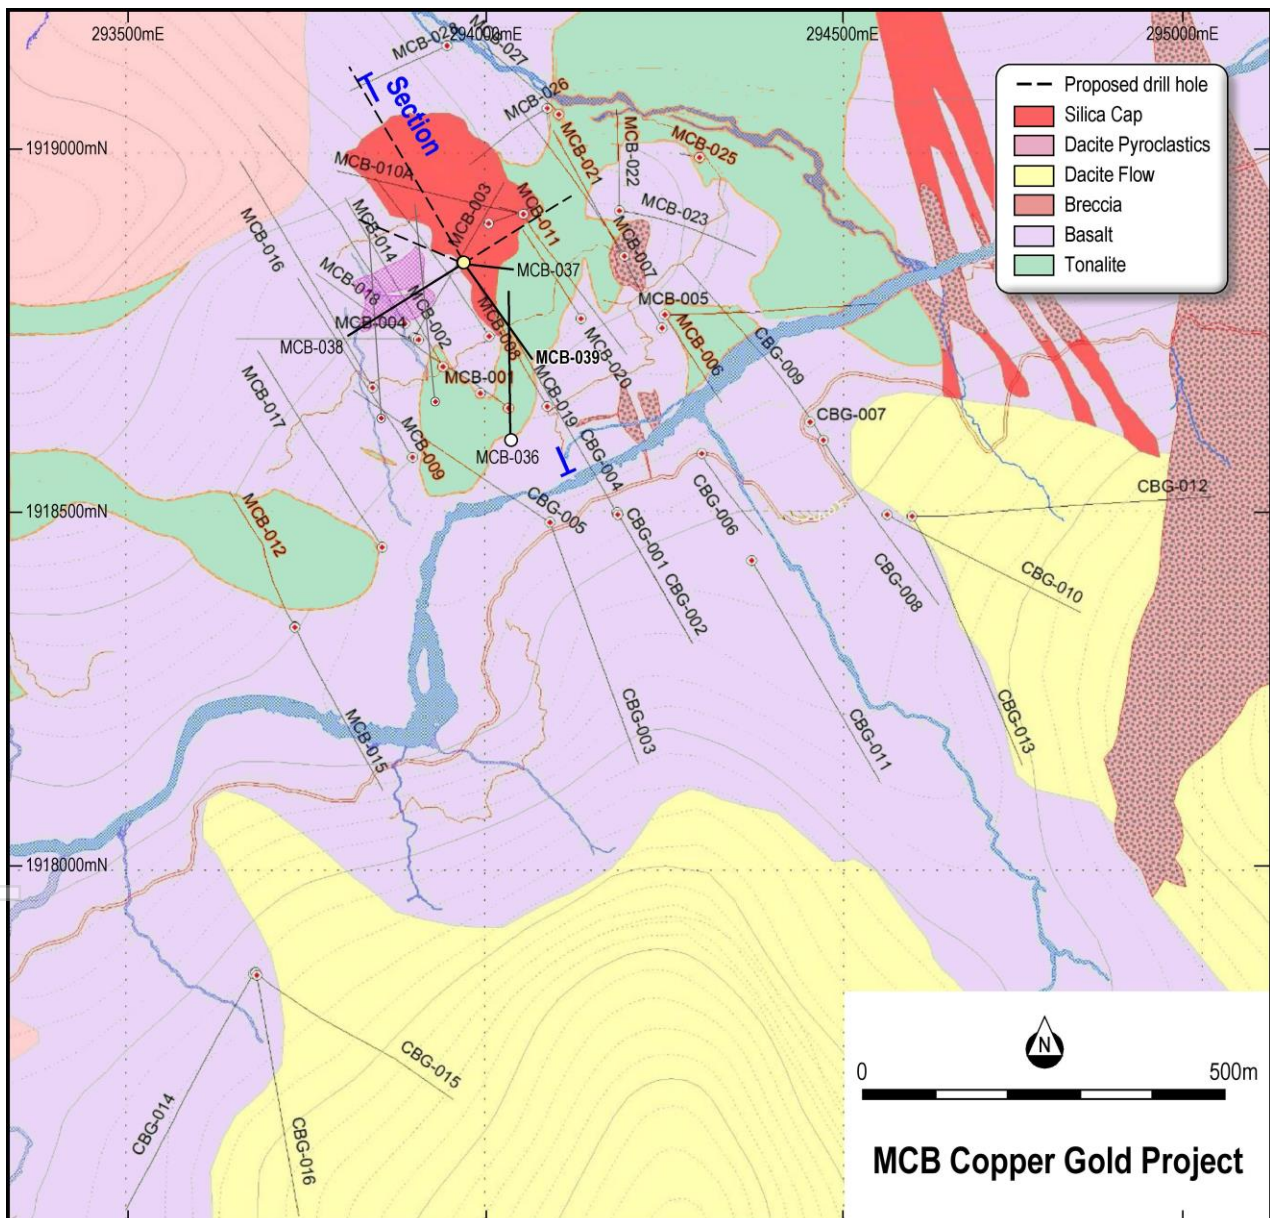 293500mE
294000mE
294500mE
295000mE
MCB-028
MCB-027
MCB-026
Section
MCB-021
MCB-022
MCB-025
1919000mN
MCB-010A
MCB-003
MCB-011
MCB-023
MCB-016
MCB-014
MCB-007
MCB-018
MCB-037
MCB-005
MCB-004
MCB-002
MCB-008
MCB-006
MCB-038
MCB-039
MCB-020
CBG-009
MCB-001
MCB-019
MCB-017
CBG-007
MCB-009
MCB-036
CBG-004
CBG-012
CBG-006
CBG-005
1918500mN
MCB-012
CBG-001
CBG-002
CBG-008
CBG-010
MCB-015
CBG-003
CBG-011
CBG-013
1918000mN
CBG-015
CBG-014
CBG-016
Proposed drill hole
Silica Cap
Dacite Pyroclastics
Dacite Flow
Breccia
Basalt
Tonalite
N
0
500m
MCB Copper Gold Project